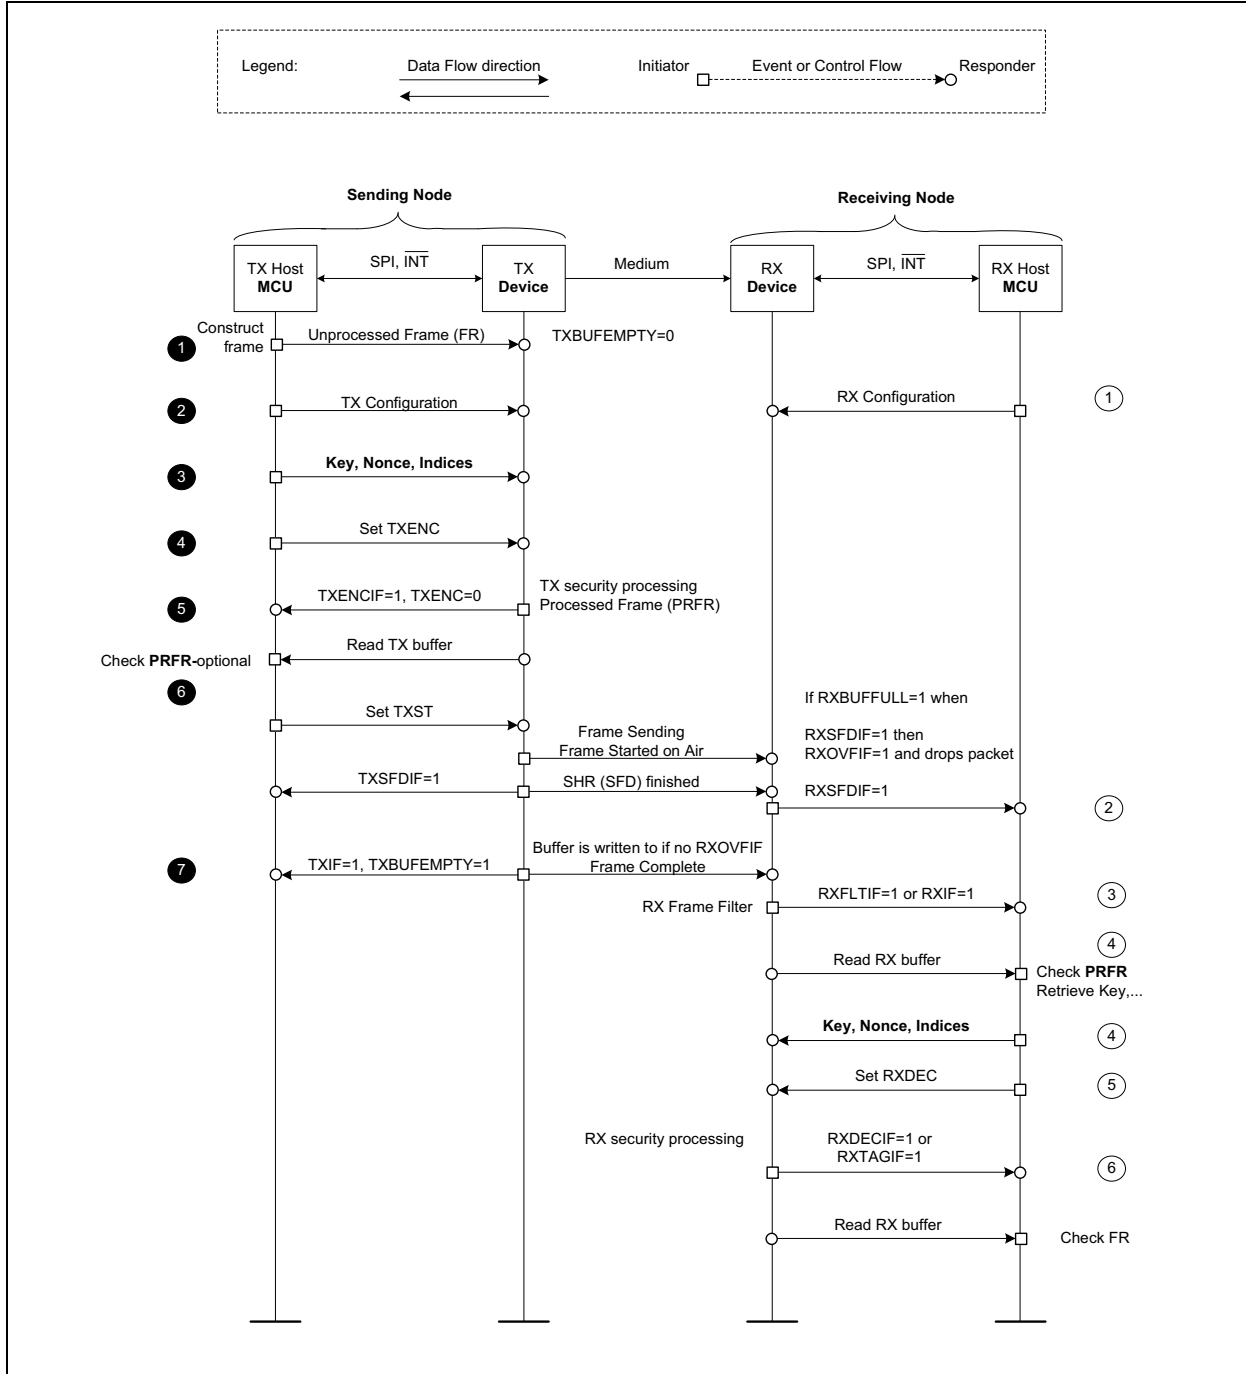 Legend:
Data Flow direction
Initiator
Event or Control Flow
Responder
Sending Node
Receiving Node
TX Host
MCU
SPI, INT
TX
Device
Medium
RX
Device
SPI, INT
RX Host
MCU
Construct
frame
1
Unprocessed Frame (FR)
TXBUFEMPTY=0
2
TX Configuration
RX Configuration
1
3
Key, Nonce, Indices
4
Set TXENC
5
TXENCIF=1, TXENC=0
TX security processing
Processed Frame (PRFR)
Read TX buffer
Check PRFR-optional
6
Set TXST
If RXBUFFULL=1 when
RXSFDIF=1 then
RXOVFIF=1 and drops packet
Frame Sending
Frame Started on Air
TXSFDIF=1
SHR (SFD) finished
RXSFDIF=1
2
7
TXIF=1, TXBUFEMPTY=1
Buffer is written to if no RXOVFIF
Frame Complete
RX Frame Filter
RXFLTIF=1 or RXIF=1
3
4
Read RX buffer
Check PRFR
Retrieve Key,...
Key, Nonce, Indices
4
Set RXDEC
5
RX security processing
RXDECIF=1 or
RXTAGIF=1
6
Read RX buffer
Check FR